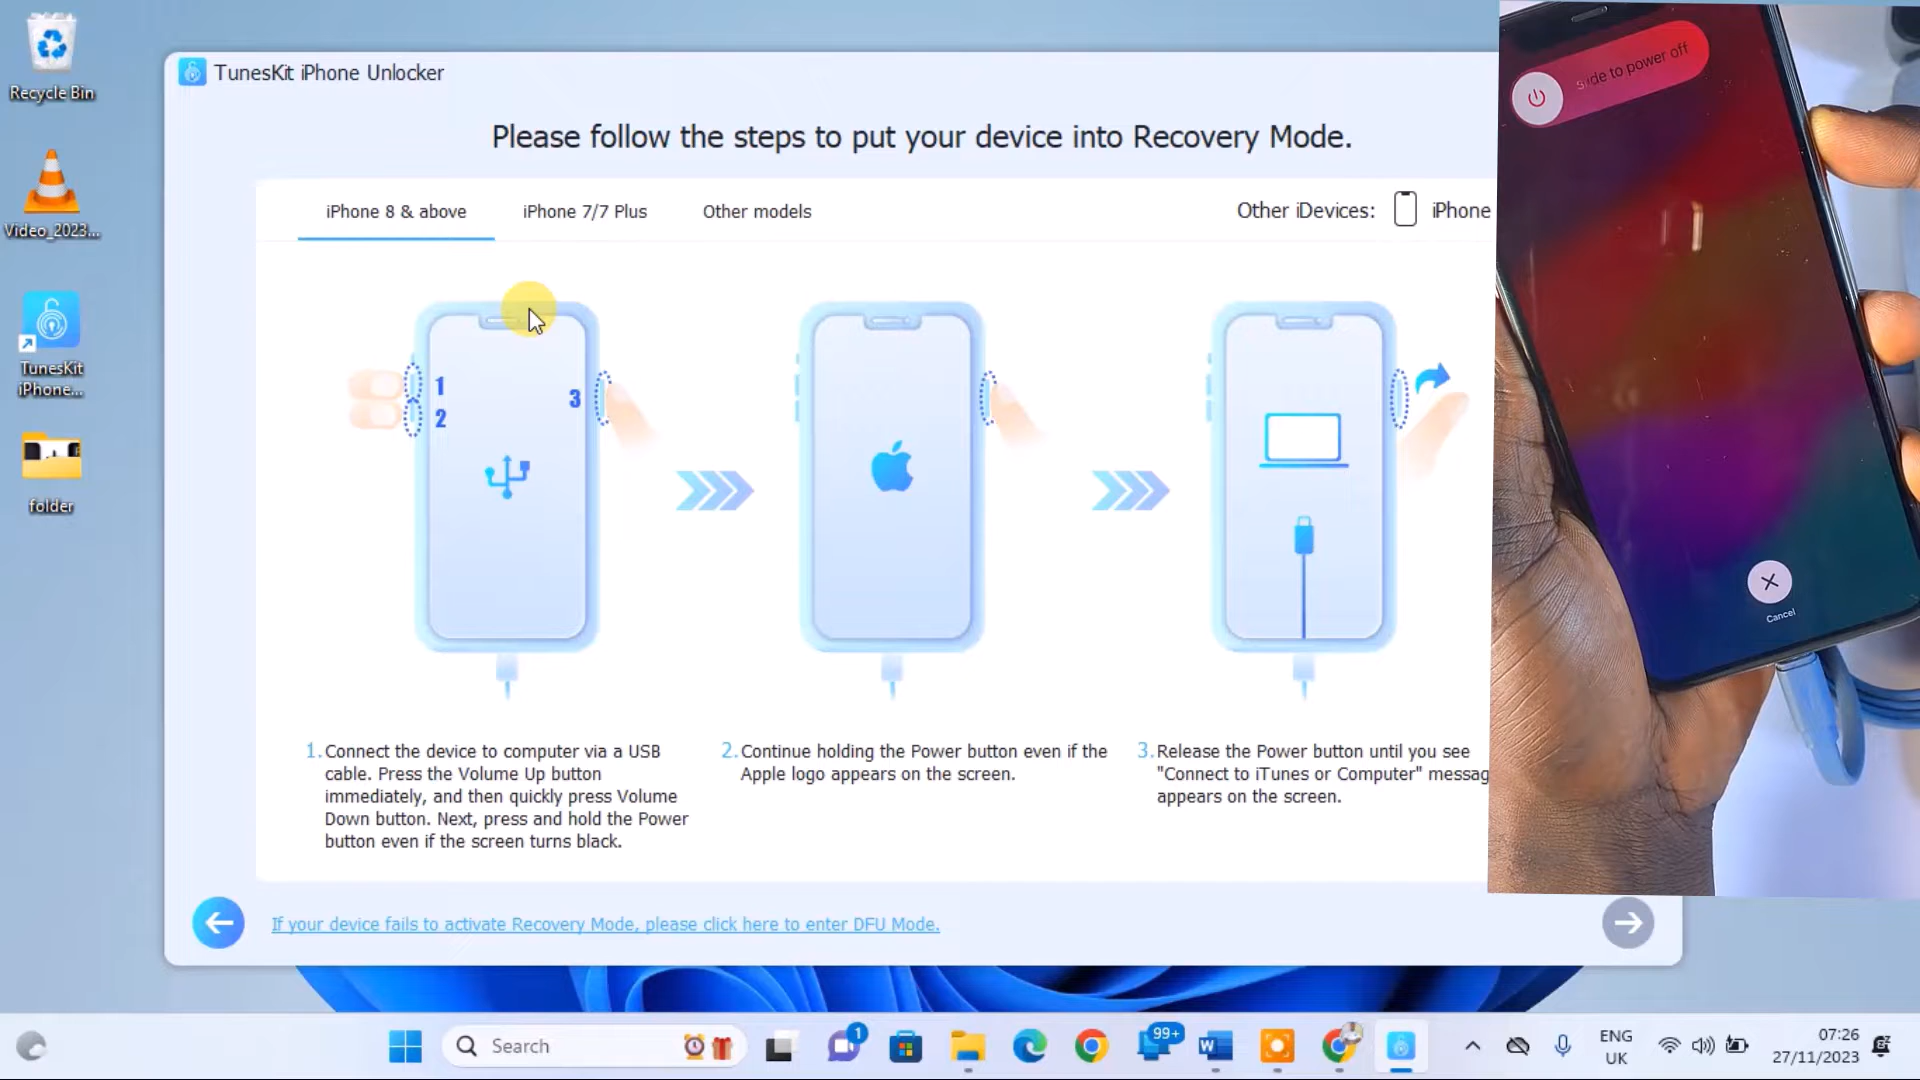 Recycle Bin
Video_2023...
TunesKit
iPhone...
folder
TunesKit iPhone Unlocker
Please follow the steps to put your device into Recovery Mode.
iPhone 8 & above
iPhone 7/7 Plus
Other models
Other iDevices:
iPhone
1
2
3
1. Connect the device to computer via a USB
cable. Press the Volume Up button
immediately, and then quickly press Volume
Down button. Next, press and hold the Power
button even if the screen turns black.
2. Continue holding the Power button even if the
Apple logo appears on the screen.
3. Release the Power button until you see
"Connect to iTunes or Computer" messag
appears on the screen.
If your device fails to activate Recovery Mode, please click here to enter DFU Mode.
slide to power off
Cancel
Search
1
99+
ENG
UK
07:26
27/11/2023